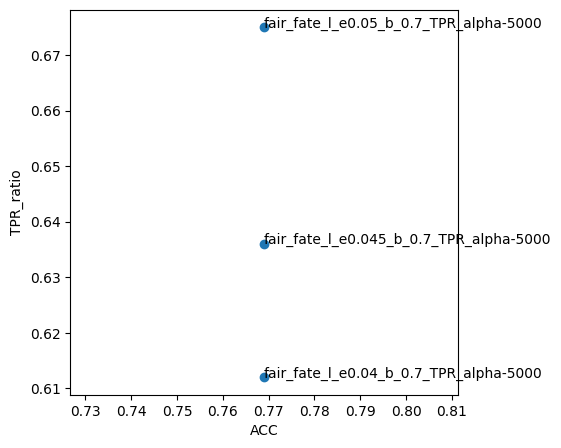 fair_fate_l_e0.05_b_0.7_TPR_alpha-5000
0.67
0.66
0.65
TPR_ratio
0.64
fair_fate_l_e0.045_b_0.7_TPR_alpha-5000
0.63
0.62
fair_fate_l_e0.04_b_0.7_TPR_alpha-5000
0.61
0.73 0.74 0.75 0.76 0.77 0.78 0.79 0.80 0.81
ACC